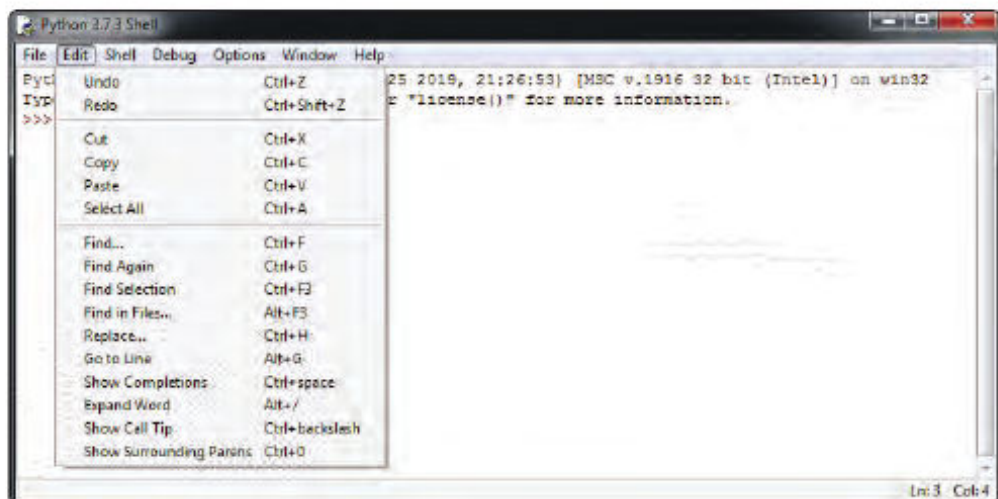 Python 3.7.3 Shell
File Edit Shell Debug Options Window Help
Pyt 25 2019, 21:26:53) [MSC v.1916 32 bit (Intel)] on win32
Typ r "license()" for more information.
>>>
Undo Ctrl+Z
Redo Ctrl+Shift+Z
Cut Ctrl+X
Copy Ctrl+C
Paste Ctrl+V
Select All Ctrl+A
Find... Ctrl+F
Find Again Ctrl+G
Find Selection Ctrl+F3
Find in Files... Alt+F3
Replace... Ctrl+H
Go to Line Alt+G
Show Completions Ctrl+space
Expand Word Alt+/
Show Call Tip Ctrl+backslash
Show Surrounding Parens Ctrl+0
Ln: 3 Col: 4